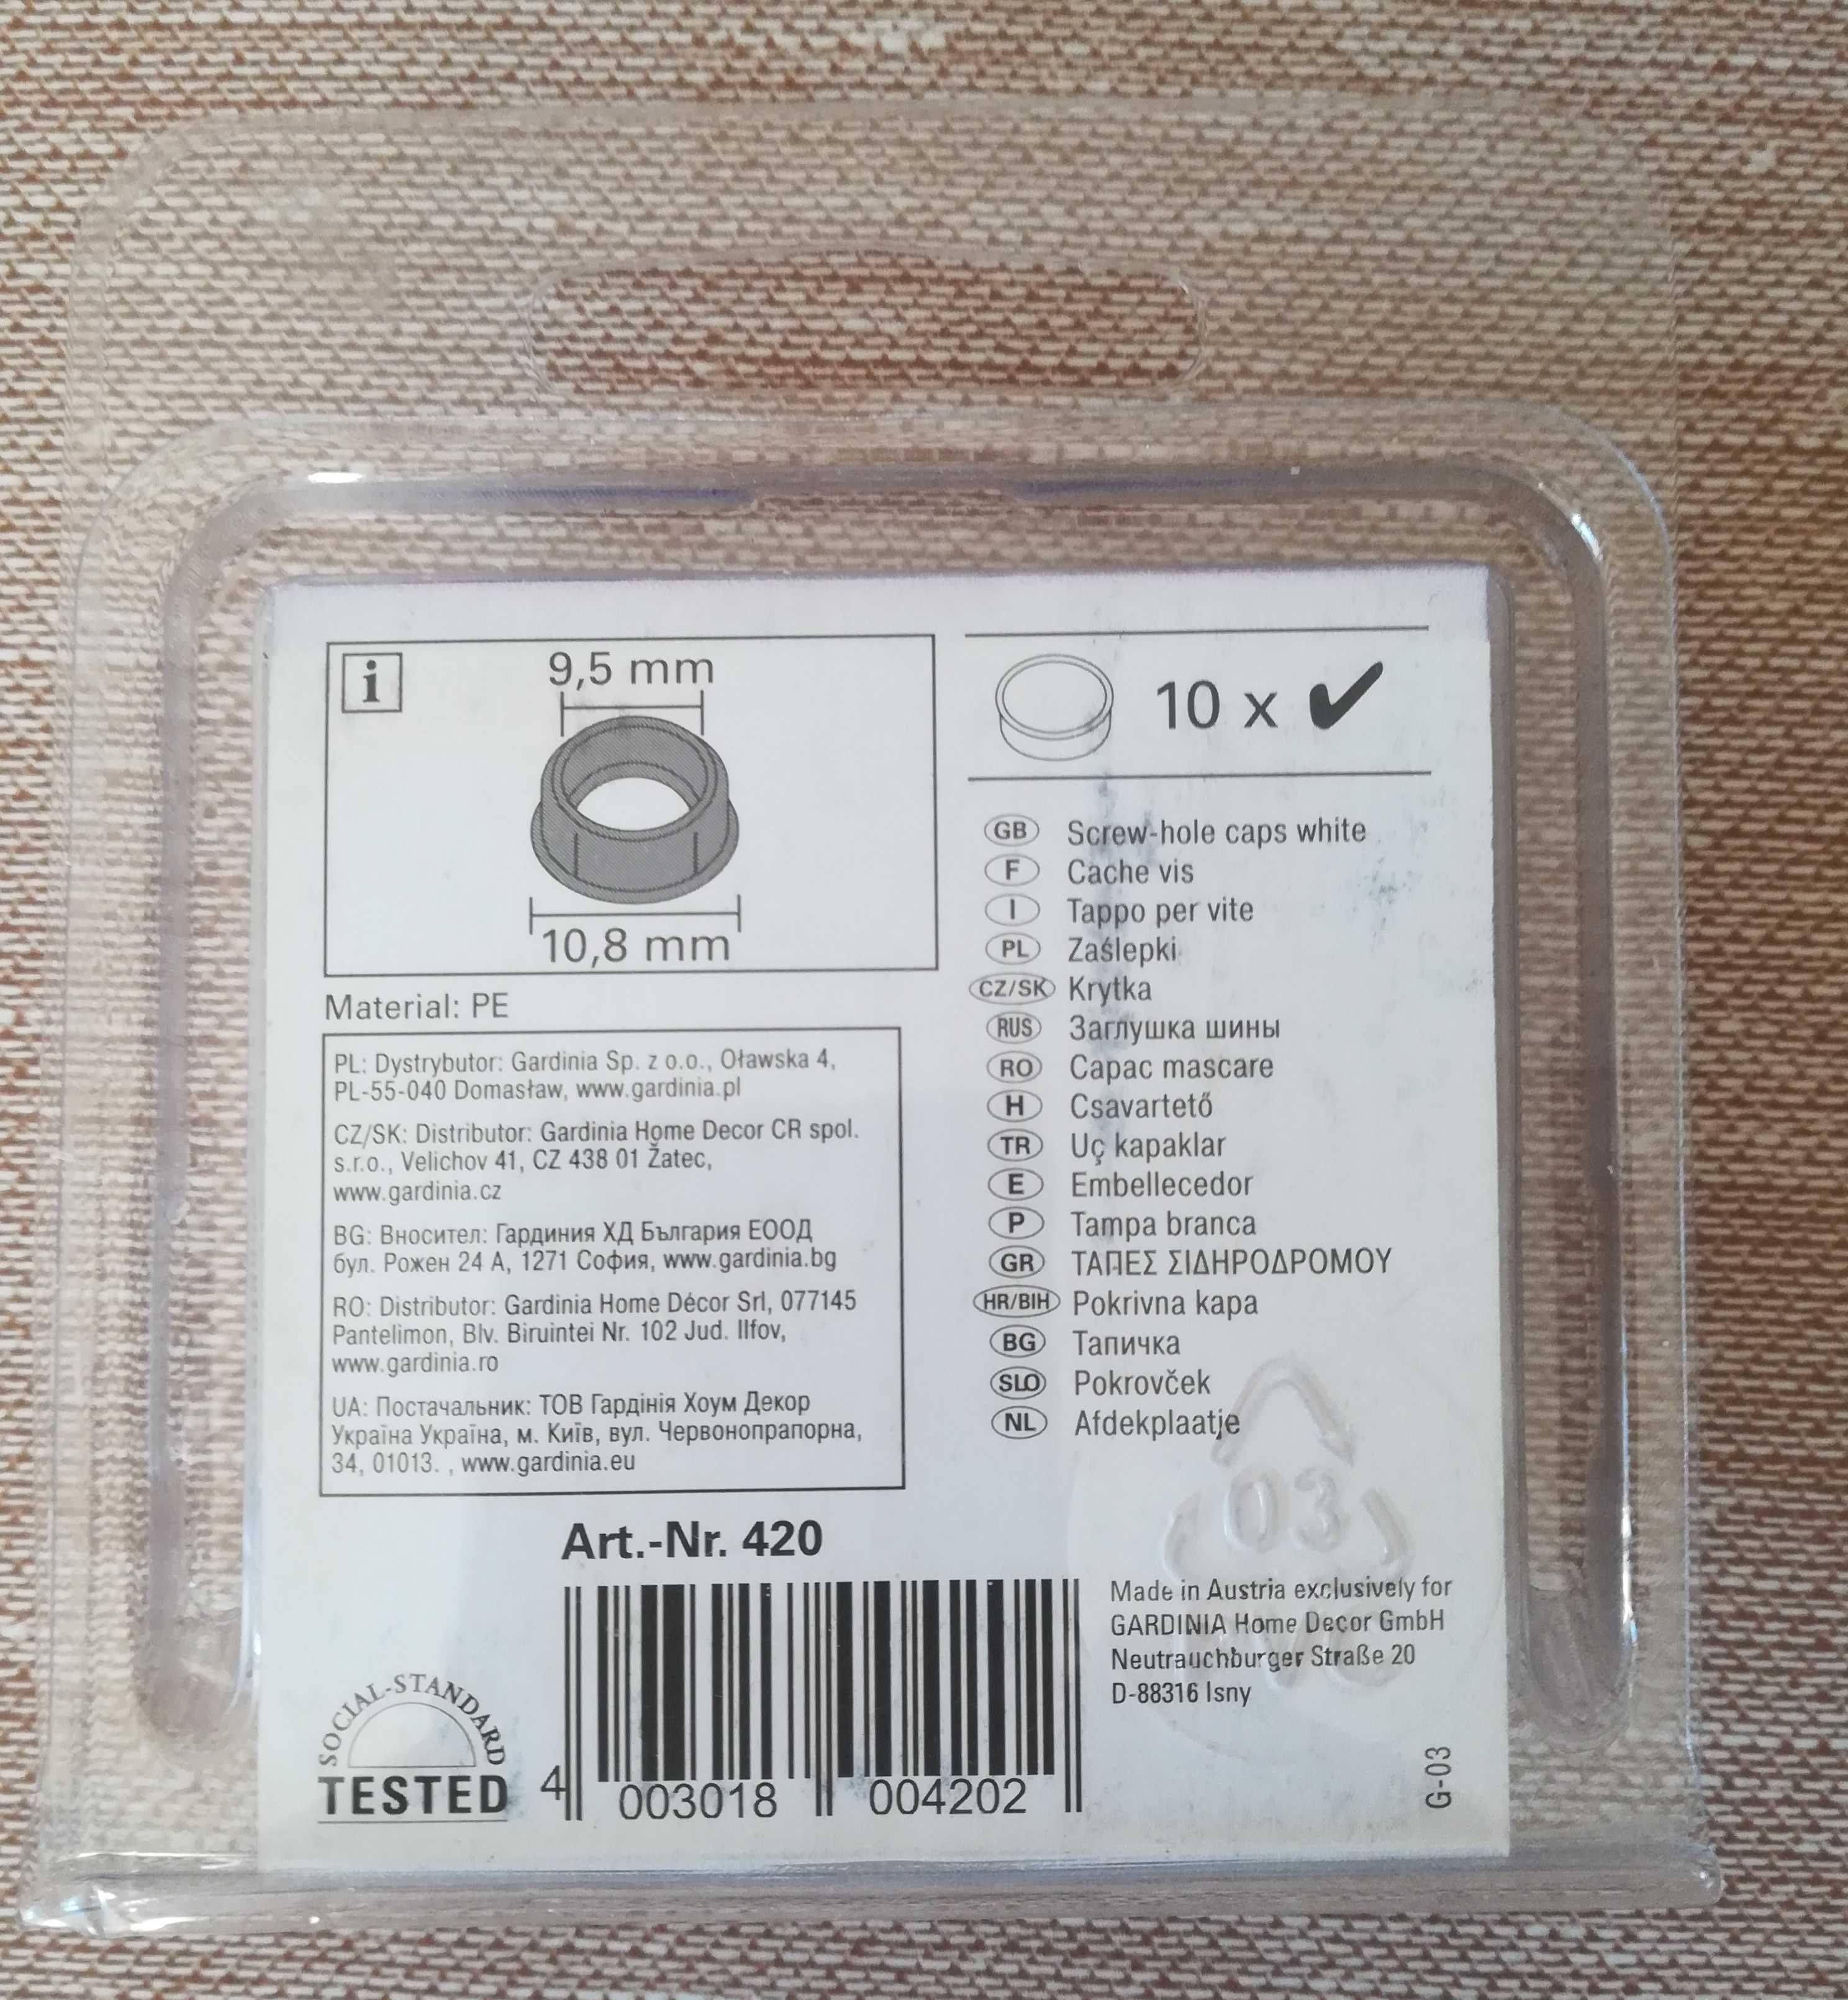 i
9,5 mm
10,8 mm
Material: PE
PL: Dystrybutor: Gardinia Sp. z o.o., Oławska 4,
PL-55-040 Domasław, www.gardinia.pl
CZ/SK: Distributor: Gardinia Home Decor CR spol.
s.r.o., Velichov 41, CZ 438 01 Žatec,
www.gardinia.cz
BG: Вносител: Гардиния ХД България ЕООД
бул. Рожен 24 А, 1271 София, www.gardinia.bg
RO: Distributor: Gardinia Home Décor Srl, 077145
Pantelimon, Blv. Biruintei Nr. 102 Jud. Ilfov,
www.gardinia.ro
UA: Постачальник: ТОВ Гардінія Хоум Декор
Україна Україна, м. Київ, вул. Червонопрапорна,
34, 01013. , www.gardinia.eu
10 x ✔
GB Screw-hole caps white
F Cache vis
I Tappo per vite
PL Zaślepki
CZ/SK Krytka
RUS Заглушка шины
RO Capac mascare
H Csavartető
TR Uç kapaklar
E Embellecedor
P Tampa branca
GR ΤΑΠΕΣ ΣΙΔΗΡΟΔΡΟΜΟΥ
HR/BIH Pokrivna kapa
BG Тапичка
SLO Pokrovček
NL Afdekplaatje
03
Art.-Nr. 420
SOCIAL-STANDARD
TESTED
4 003018 004202
Made in Austria exclusively for
GARDINIA Home Decor GmbH
Neutrauchburger Straße 20
D-88316 Isny
G-03